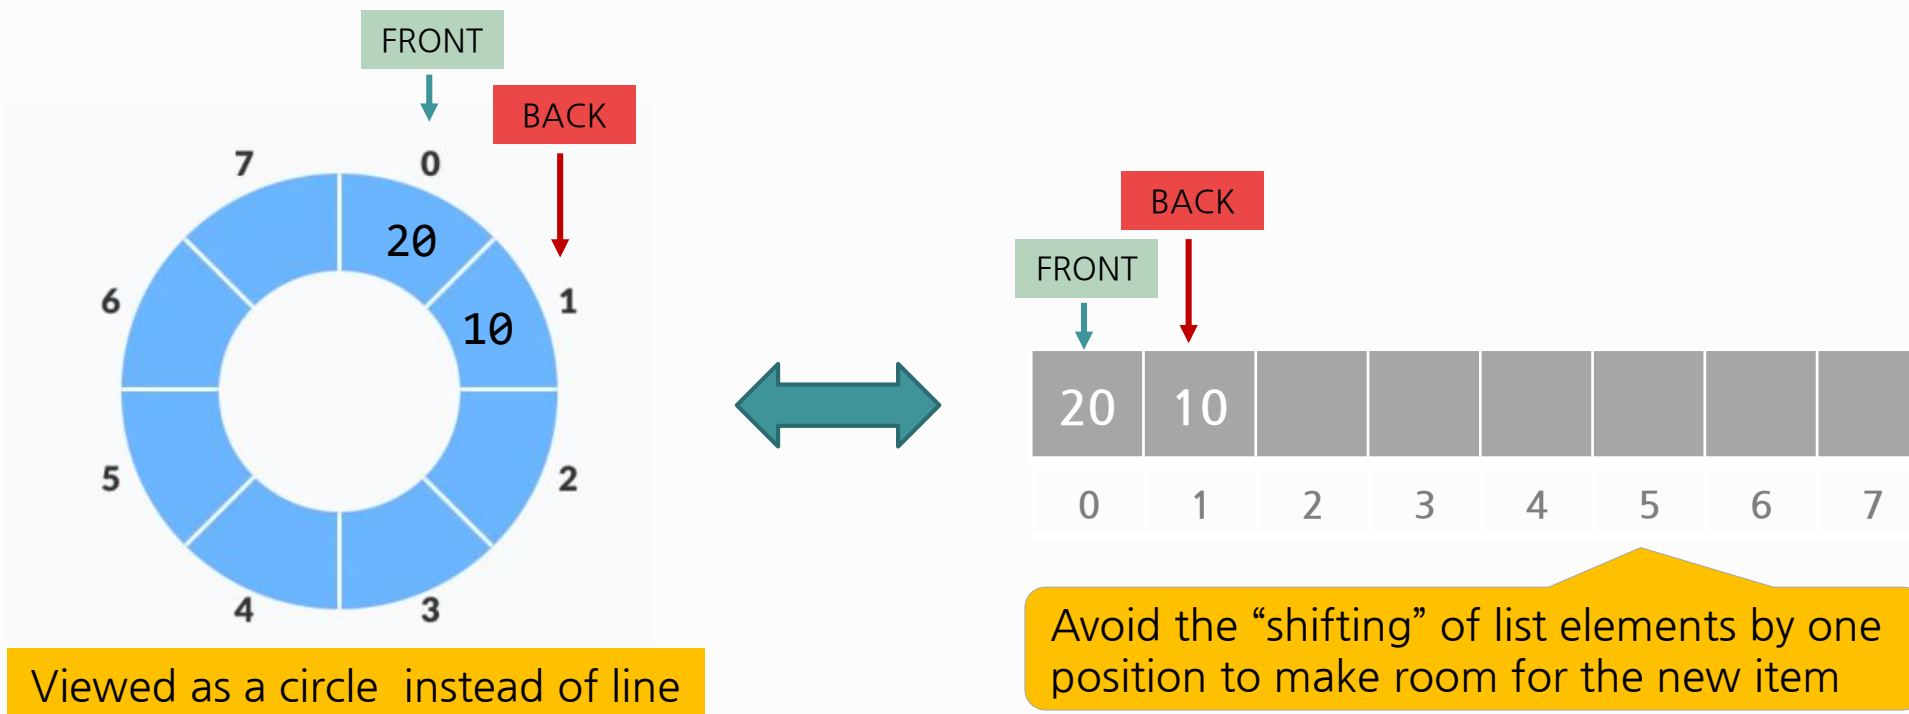 FRONT
BACK
7 0
20
6 1
10
5 2
4 3
Viewed as a circle instead of line
BACK
FRONT
20 10
0 1 2 3 4 5 6 7
Avoid the “shifting” of list elements by one
position to make room for the new item